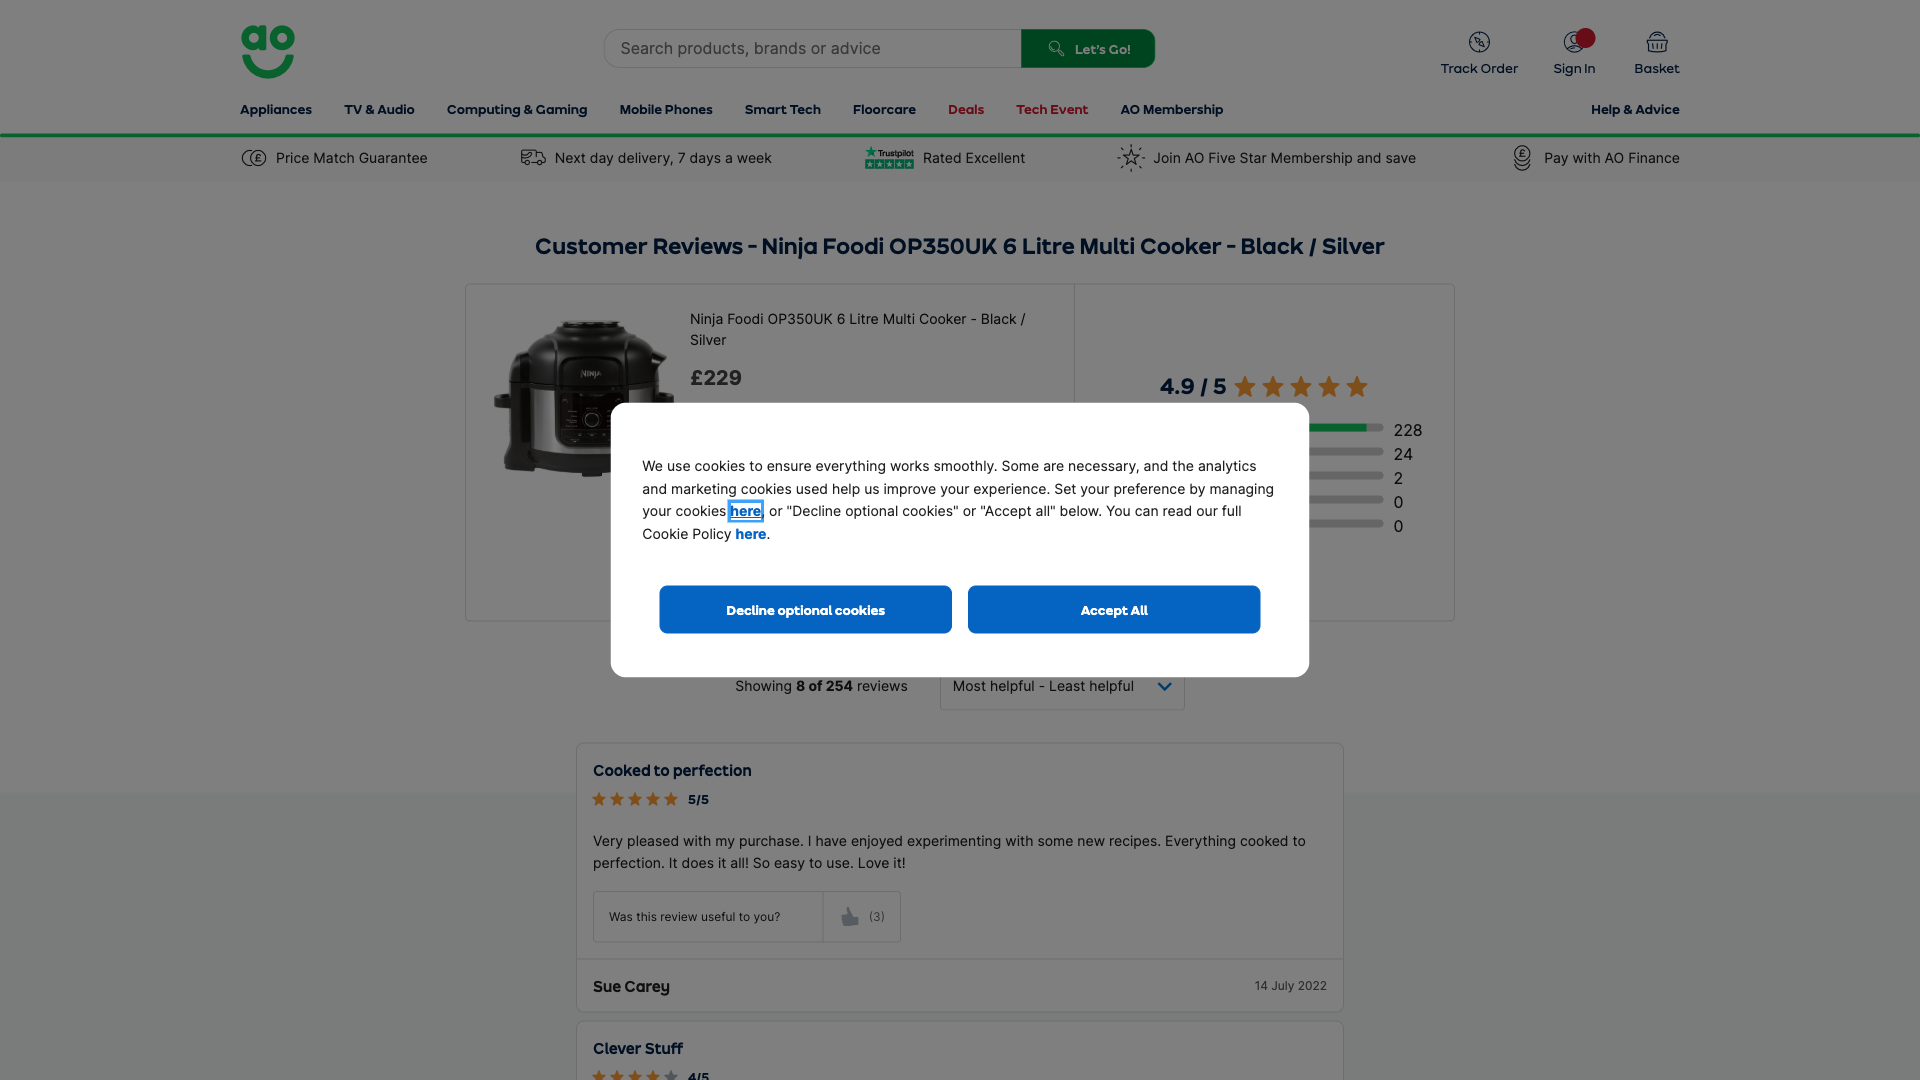 ao
Search products, brands or advice
Let's Go!
Track Order
Sign In
Basket
Appliances
TV & Audio
Computing & Gaming
Mobile Phones
Smart Tech
Floorcare
Deals
Tech Event
AO Membership
Help & Advice
Price Match Guarantee
Next day delivery, 7 days a week
Trustpilot
Rated Excellent
Join AO Five Star Membership and save
Pay with AO Finance
Customer Reviews - Ninja Foodi OP350UK 6 Litre Multi Cooker - Black / Silver
NINJA
Ninja Foodi OP350UK 6 Litre Multi Cooker - Black /
Silver
£229
4.9 / 5
228
24
2
0
0
We use cookies to ensure everything works smoothly. Some are necessary, and the analytics
and marketing cookies used help us improve your experience. Set your preference by managing
your cookies here, or "Decline optional cookies" or "Accept all" below. You can read our full
Cookie Policy here.
Decline optional cookies
Accept All
Showing 8 of 254 reviews
Most helpful - Least helpful
Cooked to perfection
5/5
Very pleased with my purchase. I have enjoyed experimenting with some new recipes. Everything cooked to
perfection. It does it all! So easy to use. Love it!
Was this review useful to you?
(3)
Sue Carey
14 July 2022
Clever Stuff
4/5